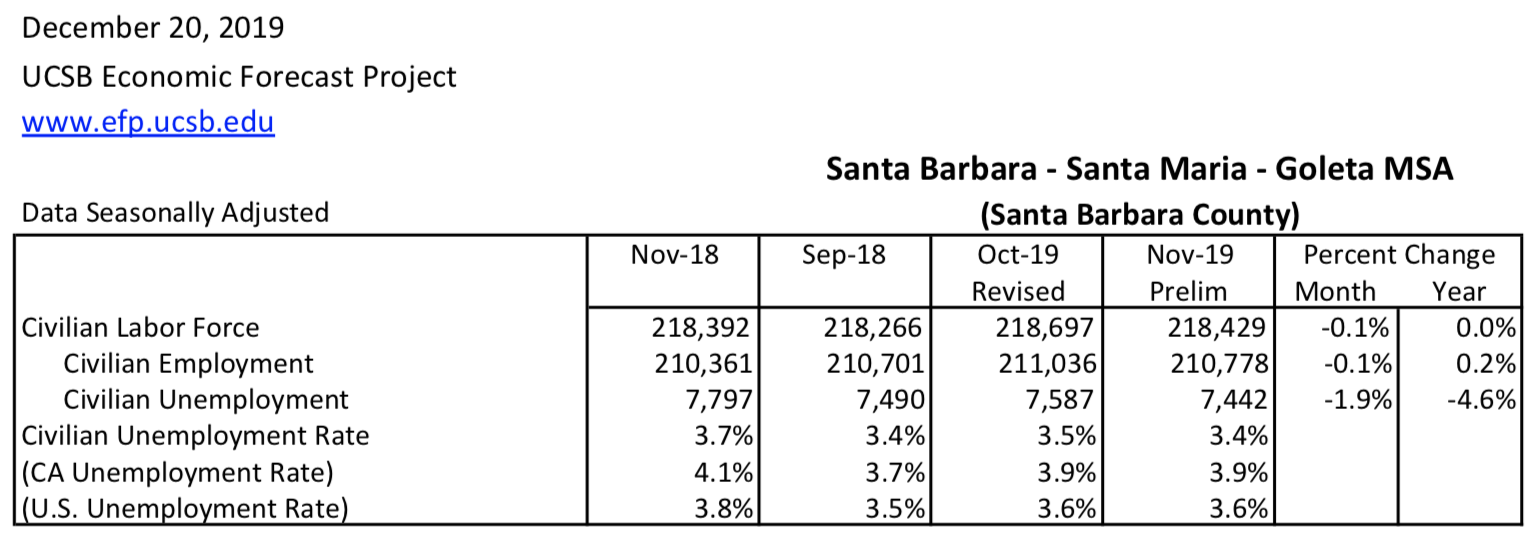 December 20, 2019
UCSB Economic Forecast Project
www.efp.ucsb.edu
Santa Barbara - Santa Maria - Goleta MSA
Data Seasonally Adjusted (Santa Barbara County)
Nov-18 Sep-18 Oct-19 Nov-19 Percent Change
Revised Prelim Month Year
Civilian Labor Force 218,392 218,266 218,697 218,429 -0.1% 0.0%
Civilian Employment 210,361 210,701 211,036 210,778 -0.1% 0.2%
Civilian Unemployment 7,797 7,490 7,587 7,442 -1.9% -4.6%
Civilian Unemployment Rate 3.7% 3.4% 3.5% 3.4%
(CA Unemployment Rate) 4.1% 3.7% 3.9% 3.9%
(U.S. Unemployment Rate) 3.8% 3.5% 3.6% 3.6%